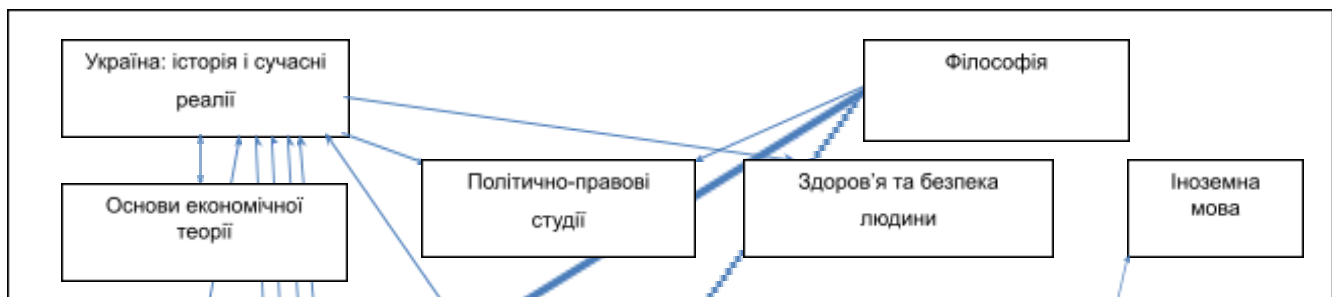 Україна: історія і сучасні
реалії
Філософія
Політично-правові
студії
Здоров’я та безпека
людини
Іноземна
мова
Основи економічної
теорії